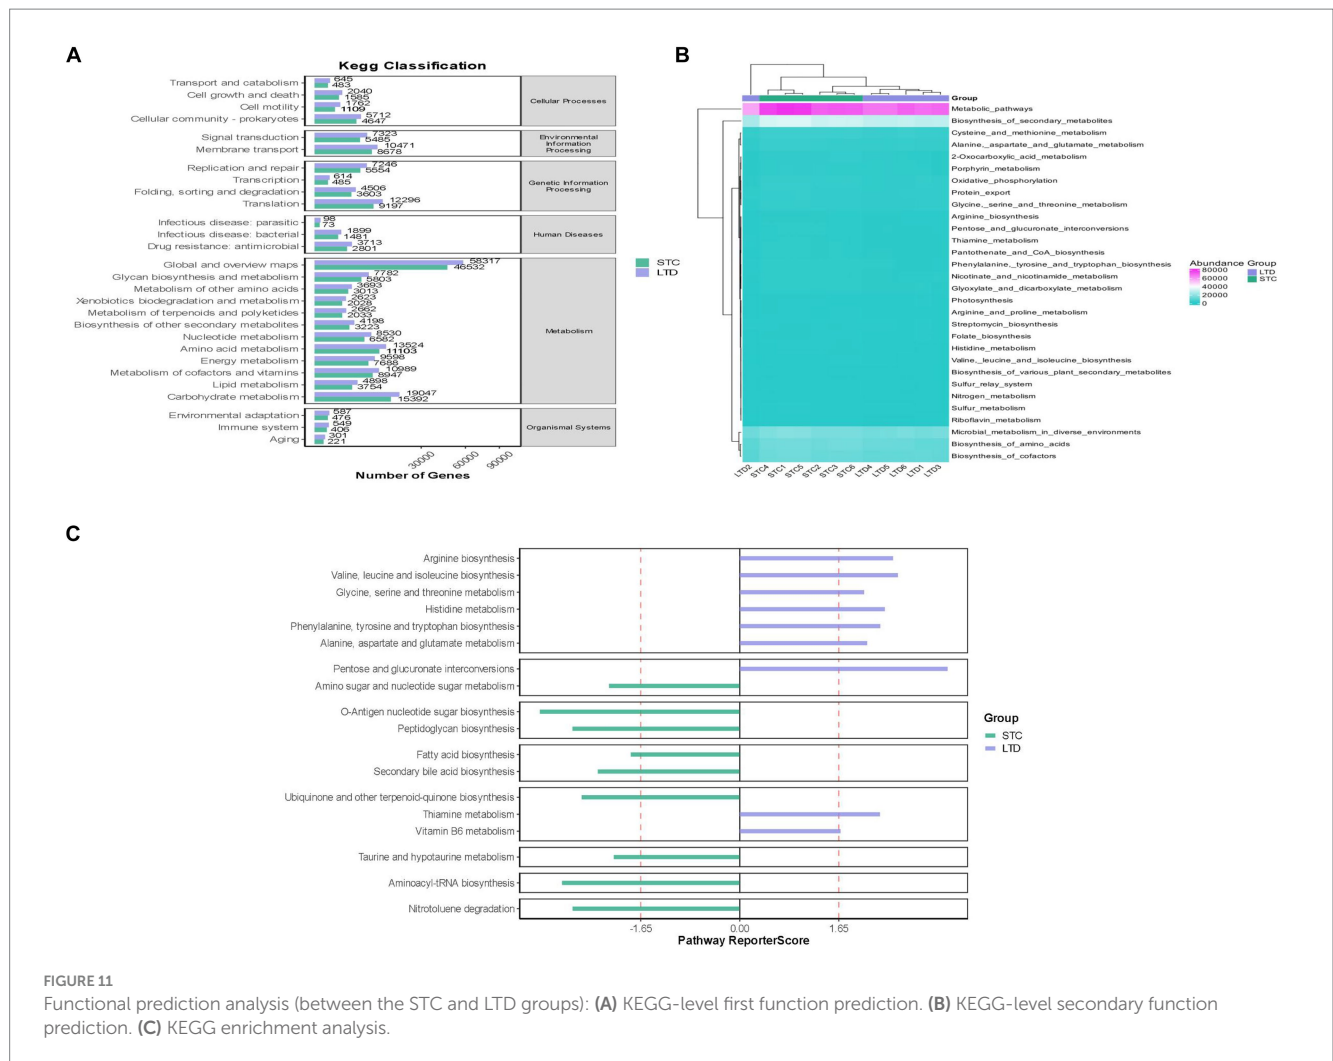 A
Kegg Classification
Transport and catabolism
645
483
Cell growth and death
2040
1585
Cell motility
1762
1109
Cellular community - prokaryotes
5712
4647
Cellular Processes
Signal transduction
7323
5485
Membrane transport
10471
8678
Environmental
Information
Processing
Replication and repair
7246
5554
Transcription
614
485
Folding, sorting and degradation
4506
3603
Translation
12296
9197
Genetic Information
Processing
Infectious disease: parasitic
98
73
Infectious disease: bacterial
1899
1481
Drug resistance: antimicrobial
3713
2801
Human Diseases
Global and overview maps
58317
46532
Glycan biosynthesis and metabolism
7782
5803
Metabolism of other amino acids
3693
3013
Xenobiotics biodegradation and metabolism
2623
2028
Metabolism of terpenoids and polyketides
2662
2033
Biosynthesis of other secondary metabolites
4198
3223
Nucleotide metabolism
8530
6582
Amino acid metabolism
13524
11103
Energy metabolism
9598
7688
Metabolism of cofactors and vitamins
10989
8947
Lipid metabolism
4898
3754
Carbohydrate metabolism
19047
15392
Metabolism
Environmental adaptation
587
476
Immune system
549
406
Aging
301
221
Organismal Systems
30000
60000
90000
Number of Genes
STC
LTD
B
Group
Metabolic_pathways
Biosynthesis_of_secondary_metabolites
Cysteine_and_methionine_metabolism
Alanine,_aspartate_and_glutamate_metabolism
2-Oxocarboxylic_acid_metabolism
Porphyrin_metabolism
Oxidative_phosphorylation
Protein_export
Glycine,_serine_and_threonine_metabolism
Arginine_biosynthesis
Pentose_and_glucuronate_interconversions
Thiamine_metabolism
Pantothenate_and_CoA_biosynthesis
Phenylalanine,_tyrosine_and_tryptophan_biosynthesis
Nicotinate_and_nicotinamide_metabolism
Glyoxylate_and_dicarboxylate_metabolism
Photosynthesis
Arginine_and_proline_metabolism
Streptomycin_biosynthesis
Folate_biosynthesis
Histidine_metabolism
Valine,_leucine_and_isoleucine_biosynthesis
Biosynthesis_of_various_plant_secondary_metabolites
Sulfur_relay_system
Nitrogen_metabolism
Sulfur_metabolism
Riboflavin_metabolism
Microbial_metabolism_in_diverse_environments
Biosynthesis_of_amino_acids
Biosynthesis_of_cofactors
LTD2 STC4 STC1 STC5 STC2 STC3 STC6 LTD4 LTD5 LTD6 LTD1 LTD3
Abundance Group
80000
60000
40000
20000
0
LTD
STC
C
Arginine biosynthesis
Valine, leucine and isoleucine biosynthesis
Glycine, serine and threonine metabolism
Histidine metabolism
Phenylalanine, tyrosine and tryptophan biosynthesis
Alanine, aspartate and glutamate metabolism
Pentose and glucuronate interconversions
Amino sugar and nucleotide sugar metabolism
O-Antigen nucleotide sugar biosynthesis
Peptidoglycan biosynthesis
Fatty acid biosynthesis
Secondary bile acid biosynthesis
Ubiquinone and other terpenoid-quinone biosynthesis
Thiamine metabolism
Vitamin B6 metabolism
Taurine and hypotaurine metabolism
Aminoacyl-tRNA biosynthesis
Nitrotoluene degradation
-1.65 0.00 1.65
Pathway ReporterScore
Group
STC
LTD
FIGURE 11
Functional prediction analysis (between the STC and LTD groups): (A) KEGG-level first function prediction. (B) KEGG-level secondary function
prediction. (C) KEGG enrichment analysis.